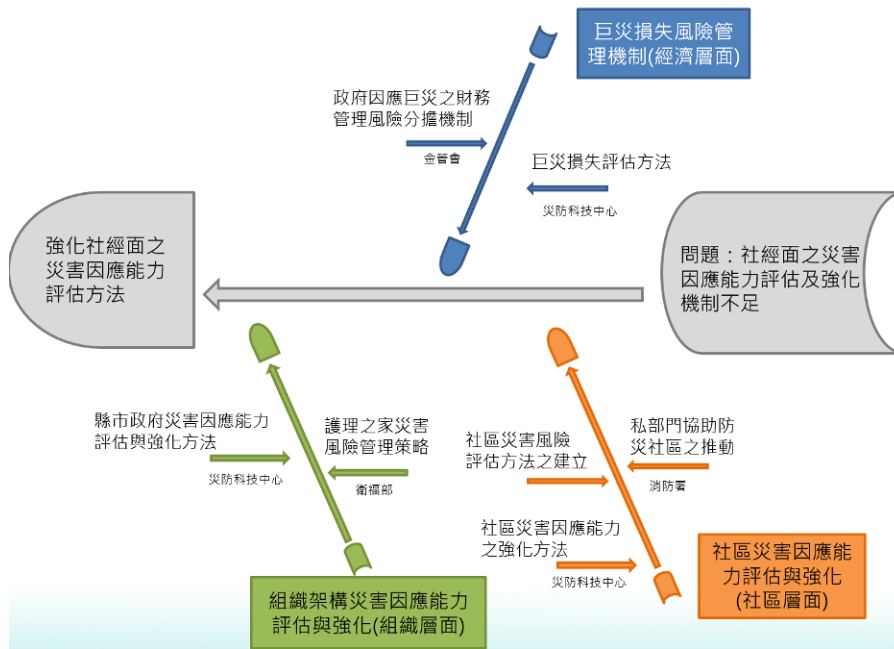 巨災損失風險管
理機制(經濟層面)
政府因應巨災之財務
管理風險分擔機制
金管會
巨災損失評估方法
災防科技中心
強化社經面之
災害因應能力
評估方法
問題：社經面之災害
因應能力評估及強化
機制不足
縣市政府災害因應能力
評估與強化方法
災防科技中心
護理之家災害
風險管理策略
衛福部
社區災害風險
評估方法之建立
私部門協助防
災社區之推動
消防署
社區災害因應能力
之強化方法
災防科技中心
組織架構災害因應能力
評估與強化(組織層面)
社區災害因應能
力評估與強化
(社區層面)